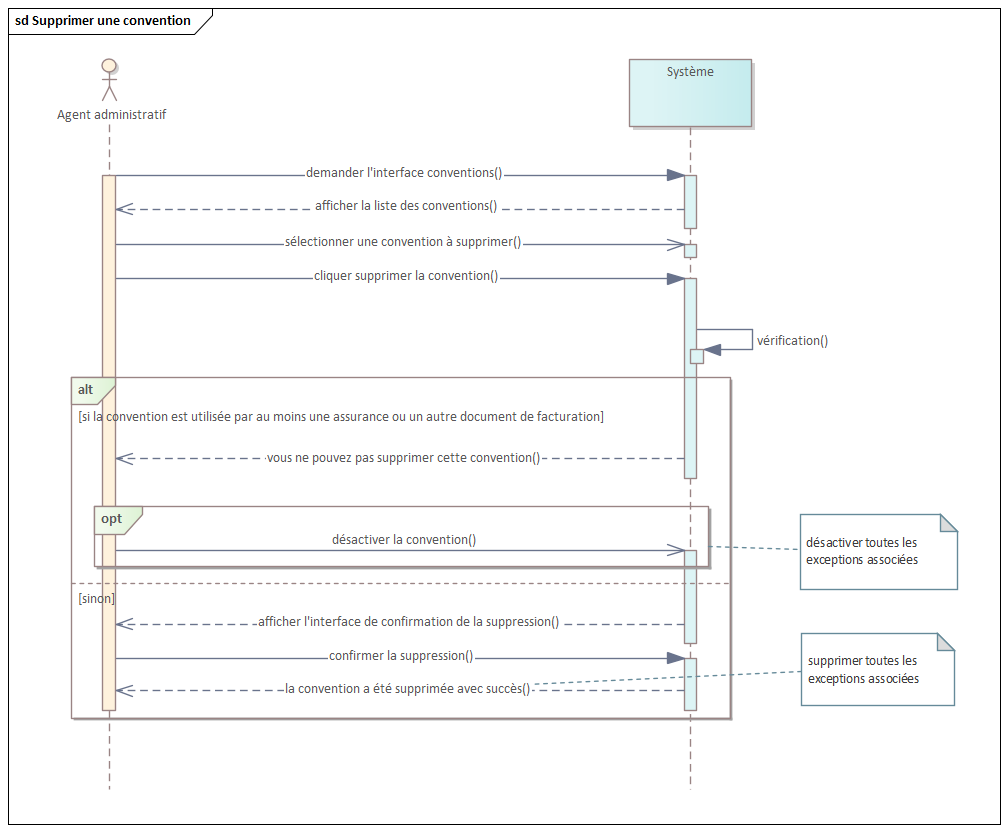 sd Supprimer une convention
Agent administratif
Système
demander l'interface conventions()
afficher la liste des conventions()
sélectionner une convention à supprimer()
cliquer supprimer la convention()
vérification()
alt
[si la convention est utilisée par au moins une assurance ou un autre document de facturation]
vous ne pouvez pas supprimer cette convention()
opt
désactiver la convention()
désactiver toutes les
exceptions associées
[sinon]
afficher l'interface de confirmation de la suppression()
confirmer la suppression()
supprimer toutes les
exceptions associées
la convention a été supprimée avec succès()